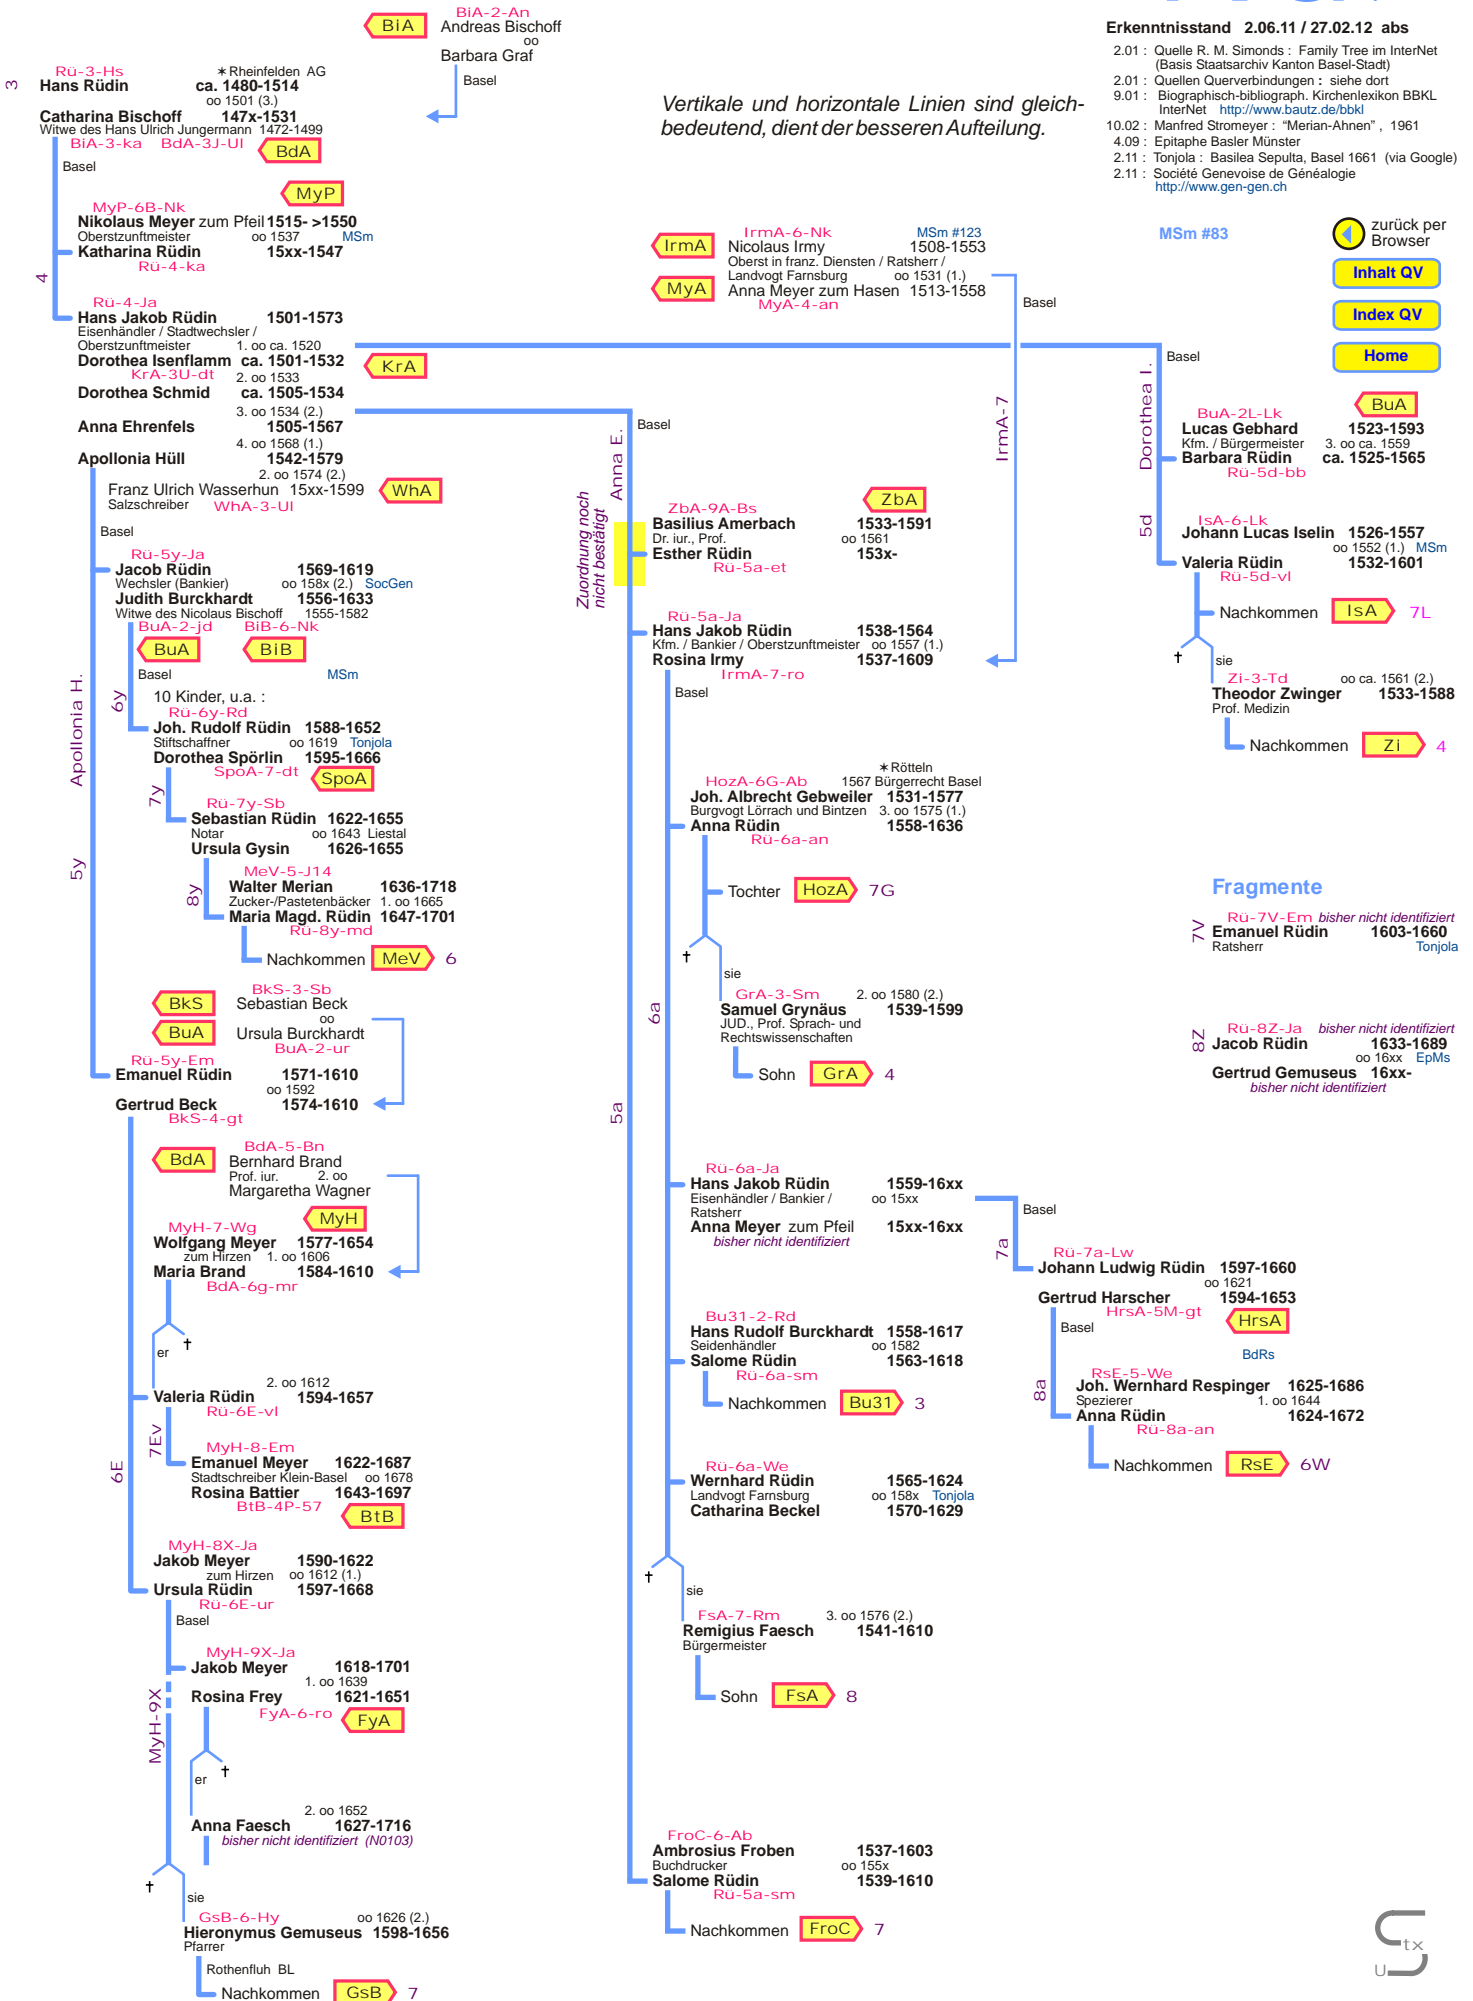 BiA
BiA-2-An
Andreas Bischoff
oo
Barbara Graf
Basel
3
Rü-3-Hs
✶Rheinfelden AG
Hans Rüdin ca. 1480-1514
oo 1501 (3.)
Catharina Bischoff 147x-1531
Witwe des Hans Ulrich Jungermann 1472-1499
BiA-3-ka BdA-3J-Ul BdA
Basel
MyP
MyP-6B-Nk
Nikolaus Meyer zum Pfeil 1515- >1550
Oberstzunftmeister oo 1537 MSm
Katharina Rüdin 15xx-1547
Rü-4-ka
4
Rü-4-Ja
Hans Jakob Rüdin 1501-1573
Eisenhändler / Stadtwechsler /
Oberstzunftmeister 1. oo ca. 1520
Dorothea Isenflamm ca. 1501-1532
KrA-3U-dt 2. oo 1533
KrA
Dorothea Schmid ca. 1505-1534
3. oo 1534 (2.)
Anna Ehrenfels 1505-1567
4. oo 1568 (1.)
Apollonia Hüll 1542-1579
2. oo 1574 (2.)
Franz Ulrich Wasserhun 15xx-1599 WhA
Salzschreiber WhA-3-Ul
Basel
Apollonia H.
5y
Rü-5y-Ja
Jacob Rüdin 1569-1619
Wechsler (Bankier) oo 158x (2.) SocGen
Judith Burckhardt 1556-1633
Witwe des Nicolaus Bischoff 1555-1582
BuA-2-jd BiB-6-Nk
BuA BiB
Basel MSm
6y
10 Kinder, u.a. :
Rü-6y-Rd
Joh. Rudolf Rüdin 1588-1652
Stiftschaffner oo 1619 Tonjola
Dorothea Spörlin 1595-1666
SpoA-7-dt SpoA
7y
Rü-7y-Sb
Sebastian Rüdin 1622-1655
Notar oo 1643 Liestal
Ursula Gysin 1626-1655
8y
MeV-5-J14
Walter Merian 1636-1718
Zucker-/Pastetenbäcker 1. oo 1665
Maria Magd. Rüdin 1647-1701
Rü-8y-md
Nachkommen MeV 6
BkS
BkS-3-Sb
Sebastian Beck
oo
BuA
Ursula Burckhardt
BuA-2-ur
Rü-5y-Em
Emanuel Rüdin 1571-1610
oo 1592
Gertrud Beck 1574-1610
BkS-4-gt
BdA
BdA-5-Bn
Bernhard Brand
Prof. iur. 2. oo
Margaretha Wagner
MyH
MyH-7-Wg
Wolfgang Meyer 1577-1654
zum Hirzen 1. oo 1606
Maria Brand 1584-1610
BdA-6g-mr
er †
6E
2. oo 1612
Valeria Rüdin 1594-1657
Rü-6E-vl
7Ev
MyH-8-Em
Emanuel Meyer 1622-1687
Stadtschreiber Klein-Basel oo 1678
Rosina Battier 1643-1697
BtB-4P-57 BtB
MyH-8X-Ja
Jakob Meyer 1590-1622
zum Hirzen oo 1612 (1.)
Ursula Rüdin 1597-1668
Rü-6E-ur
Basel
MyH-9X
MyH-9X-Ja
Jakob Meyer 1618-1701
1. oo 1639
Rosina Frey 1621-1651
FyA-6-ro FyA
er †
2. oo 1652
Anna Faesch 1627-1716
bisher nicht identifiziert (N0103)
† sie
GsB-6-Hy oo 1626 (2.)
Hieronymus Gemuseus 1598-1656
Pfarrer
Rothenfluh BL
Nachkommen GsB 7
Vertikale und horizontale Linien sind gleich-
bedeutend, dient der besseren Aufteilung.
IrmA
IrmA-6-Nk MSm #123
Nicolaus Irmy 1508-1553
Oberst in franz. Diensten / Ratsherr /
Landvogt Farnsburg oo 1531 (1.)
MyA
Anna Meyer zum Hasen 1513-1558
MyA-4-an
Basel
IrmA-7
Basel
Anna E.
Zuordnung noch
nicht bestätigt
ZbA
ZbA-9A-Bs
Basilius Amerbach 1533-1591
Dr. iur., Prof. oo 1561
Esther Rüdin 153x-
Rü-5a-et
Rü-5a-Ja
Hans Jakob Rüdin 1538-1564
Kfm. / Bankier / Oberstzunftmeister oo 1557 (1.)
Rosina Irmy 1537-1609
IrmA-7-ro
Basel
5a
6a
✶Rötteln
HozA-6G-Ab 1567 Bürgerrecht Basel
Joh. Albrecht Gebweiler 1531-1577
Burgvogt Lörrach und Bintzen 3. oo 1575 (1.)
Anna Rüdin 1558-1636
Rü-6a-an
Tochter HozA 7G
† sie
GrA-3-Sm 2. oo 1580 (2.)
Samuel Grynäus 1539-1599
JUD., Prof. Sprach- und
Rechtswissenschaften
Sohn GrA 4
Rü-6a-Ja
Hans Jakob Rüdin 1559-16xx
Eisenhändler / Bankier / oo 15xx
Ratsherr
Anna Meyer zum Pfeil 15xx-16xx
bisher nicht identifiziert
Bu31-2-Rd
Hans Rudolf Burckhardt 1558-1617
Seidenhändler oo 1582
Salome Rüdin 1563-1618
Rü-6a-sm
Nachkommen Bu31 3
Rü-6a-We
Wernhard Rüdin 1565-1624
Landvogt Farnsburg oo 158x Tonjola
Catharina Beckel 1570-1629
† sie
FsA-7-Rm 3. oo 1576 (2.)
Remigius Faesch 1541-1610
Bürgermeister
Sohn FsA 8
FroC-6-Ab
Ambrosius Froben 1537-1603
Buchdrucker oo 155x
Salome Rüdin 1539-1610
Rü-5a-sm
Nachkommen FroC 7
Basel
7a
Rü-7a-Lw
Johann Ludwig Rüdin 1597-1660
oo 1621
Gertrud Harscher 1594-1653
HrsA-5M-gt HrsA
Basel
BdRs
8a
RsE-5-We
Joh. Wernhard Respinger 1625-1686
Spezierer 1. oo 1644
Anna Rüdin 1624-1672
Rü-8a-an
Nachkommen RsE 6W
Erkenntnisstand 2.06.11 / 27.02.12 abs
2.01 : Quelle R. M. Simonds : Family Tree im InterNet
(Basis Staatsarchiv Kanton Basel-Stadt)
2.01 : Quellen Querverbindungen : siehe dort
9.01 : Biographisch-bibliograph. Kirchenlexikon BBKL
InterNet http://www.bautz.de/bbkl
10.02 : Manfred Stromeyer : "Merian-Ahnen" , 1961
4.09 : Epitaphe Basler Münster
2.11 : Tonjola : Basilea Sepulta, Basel 1661 (via Google)
2.11 : Société Genevoise de Généalogie
http://www.gen-gen.ch
MSm #83
zurück per
Browser
Inhalt QV
Index QV
Home
Basel
Dorothea I.
5d
BuA
BuA-2L-Lk
Lucas Gebhard 1523-1593
Kfm. / Bürgermeister 3. oo ca. 1559
Barbara Rüdin ca. 1525-1565
Rü-5d-bb
IsA-6-Lk
Johann Lucas Iselin 1526-1557
oo 1552 (1.) MSm
Valeria Rüdin 1532-1601
Rü-5d-vl
Nachkommen IsA 7L
† sie
Zi-3-Td oo ca. 1561 (2.)
Theodor Zwinger 1533-1588
Prof. Medizin
Nachkommen Zi 4
Fragmente
7V
Rü-7V-Em bisher nicht identifiziert
Emanuel Rüdin 1603-1660
Ratsherr Tonjola
8Z
Rü-8Z-Ja bisher nicht identifiziert
Jacob Rüdin 1633-1689
oo 16xx EpMs
Gertrud Gemuseus 16xx-
bisher nicht identifiziert
U S tx